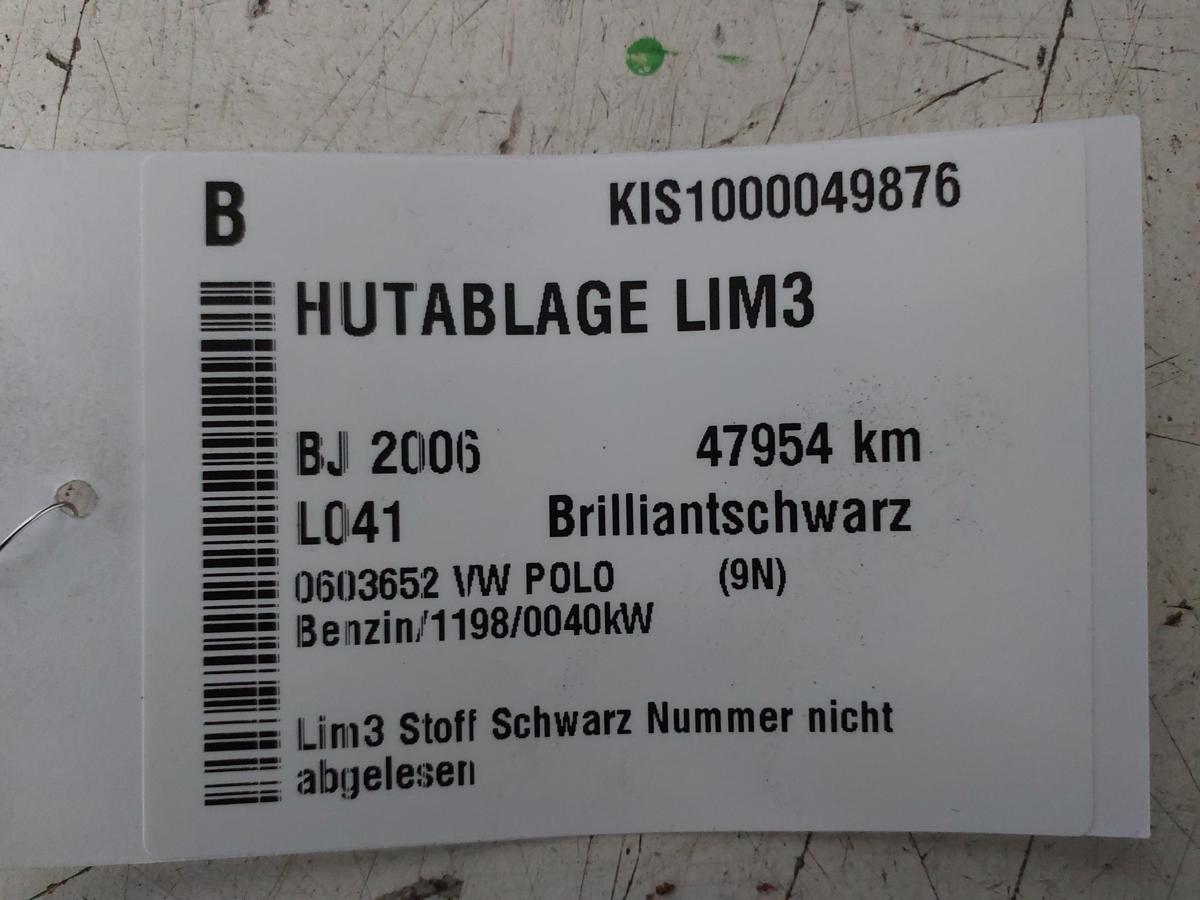 B KIS1000049876
HUTABLAGE LIM3
BJ 2006 47954 km
L041 Brilliantschwarz
0603652 VW POLO (9N)
Benzin/1198/0040kW
Lim3 Stoff Schwarz Nummer nicht
abgelesen